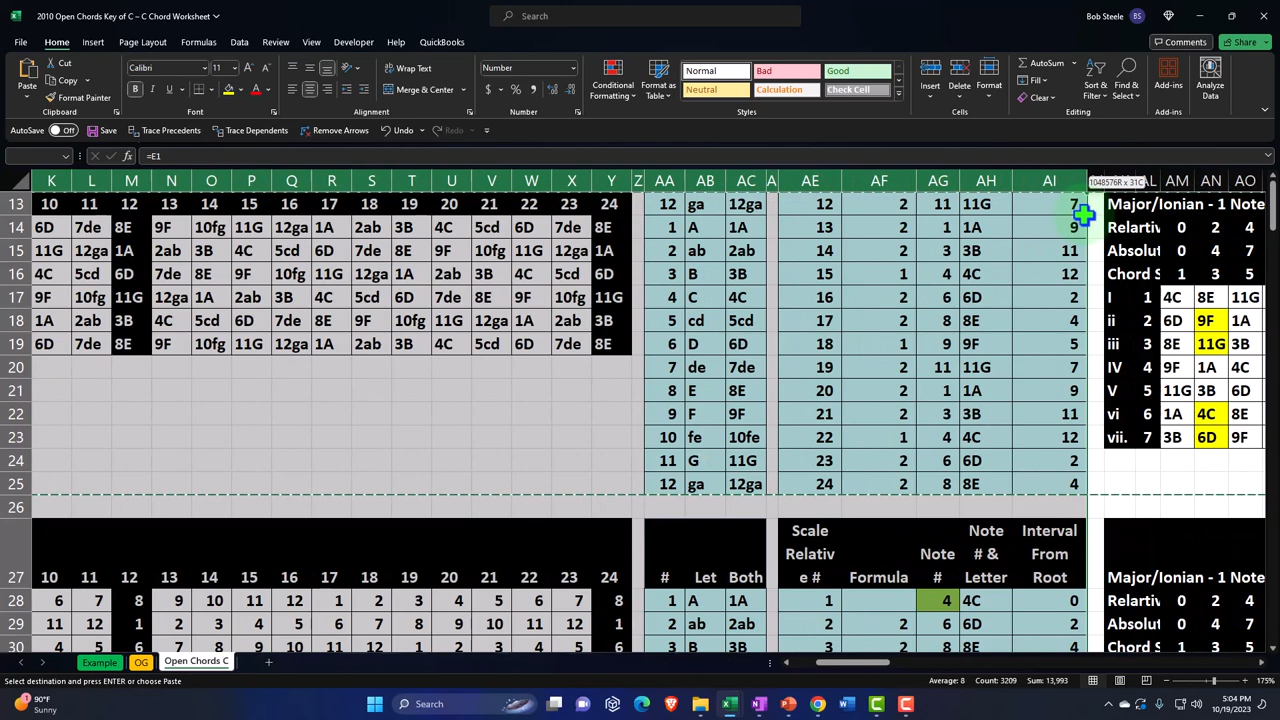 2010 Open Chords Key of C – C Chord Worksheet
Search
Bob Steele BS
File Home Insert Page Layout Formulas Data Review View Developer Help QuickBooks Comments Share
Paste Cut Copy Format Painter Clipboard
Calibri 11 B I U Font
Wrap Text Merge & Center Alignment
Number $ % Number
Conditional Formatting Format as Table
Normal Bad Good Neutral Calculation Check Cell Styles
Insert Delete Format Cells
AutoSum Fill Clear Sort & Filter Find & Select Editing
Add-ins Add-ins
Analyze Data
AutoSave Off Save Trace Precedents Trace Dependents Remove Arrows Undo Redo
fx =E1
K L M N O P Q R S T U V W X Y Z AA AB AC A AE AF AG AH AI 1048576R x 31C AL AM AN AO
13 10 11 12 13 14 15 16 17 18 19 20 21 22 23 24 12 ga 12ga 12 2 11 11G 7 Major/Ionian - 1 Note
14 6D 7de 8E 9F 10fg 11G 12ga 1A 2ab 3B 4C 5cd 6D 7de 8E 1 A 1A 13 2 1 1A 9 Relartiv 0 2 4
15 11G 12ga 1A 2ab 3B 4C 5cd 6D 7de 8E 9F 10fg 11G 12ga 1A 2 ab 2ab 14 2 3 3B 11 Absolut 0 4 7
16 4C 5cd 6D 7de 8E 9F 10fg 11G 12ga 1A 2ab 3B 4C 5cd 6D 3 B 3B 15 1 4 4C 12 Chord S 1 3 5
17 9F 10fg 11G 12ga 1A 2ab 3B 4C 5cd 6D 7de 8E 9F 10fg 11G 4 C 4C 16 2 6 6D 2 I 1 4C 8E 11G
18 1A 2ab 3B 4C 5cd 6D 7de 8E 9F 10fg 11G 12ga 1A 2ab 3B 5 cd 5cd 17 2 8 8E 4 ii 2 6D 9F 1A
19 6D 7de 8E 9F 10fg 11G 12ga 1A 2ab 3B 4C 5cd 6D 7de 8E 6 D 6D 18 1 9 9F 5 iii 3 8E 11G 3B
20 7 de 7de 19 2 11 11G 7 IV 4 9F 1A 4C
21 8 E 8E 20 2 1 1A 9 V 5 11G 3B 6D
22 9 F 9F 21 2 3 3B 11 vi 6 1A 4C 8E
23 10 fe 10fe 22 1 4 4C 12 vii. 7 3B 6D 9F
24 11 G 11G 23 2 6 6D 2
25 12 ga 12ga 24 2 8 8E 4
26
Scale Note Interval
Relativ Note # & From
27 10 11 12 13 14 15 16 17 18 19 20 21 22 23 24 # Let Both e # Formula # Letter Root Major/Ionian - 1 Note
28 6 7 8 9 10 11 12 1 2 3 4 5 6 7 8 1 A 1A 1 4 4C 0 Relartiv 0 2 4
29 11 12 1 2 3 4 5 6 7 8 9 10 11 12 1 2 ab 2ab 2 2 6 6D 2 Absolut 0 4 7
30 4 5 6 7 8 9 10 11 12 1 2 3 4 5 6 3 B 3B 3 2 8 8E 4 Chord S 1 3 5
Example OG Open Chords C
Select destination and press ENTER or choose Paste Average: 8 Count: 3209 Sum: 13,993 175%
90°F
Sunny
Search
5:04 PM
10/19/2023